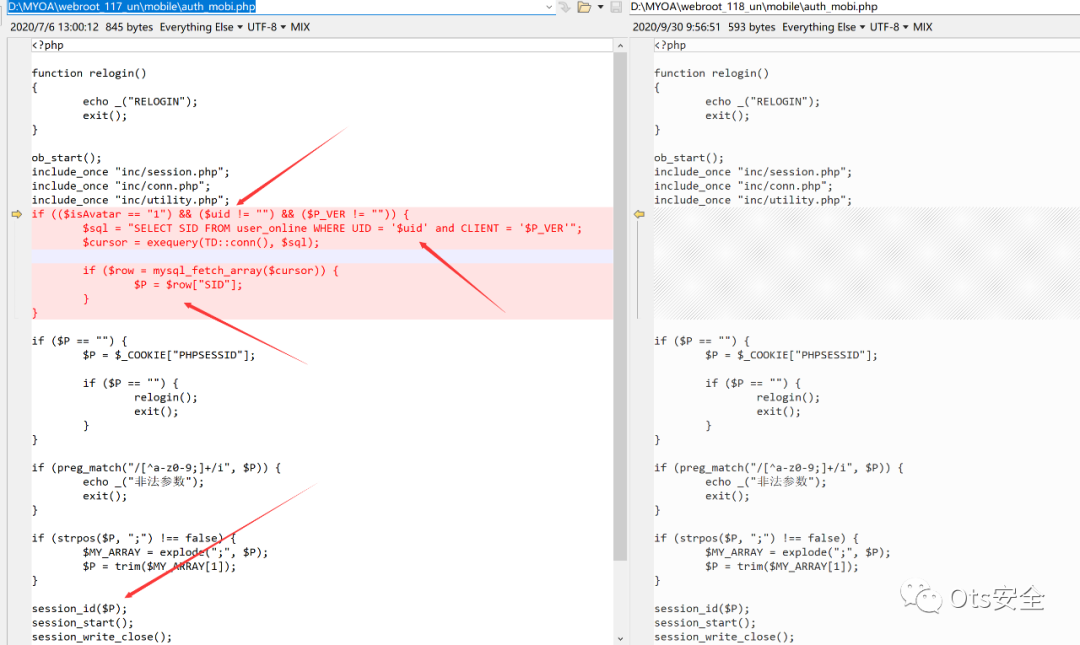 D:\MYOA\webroot_117_un\mobile\auth_mobi.php
2020/7/6 13:00:12 845 bytes Everything Else ▾ UTF-8 ▾ MIX
<?php
function relogin()
{
echo _("RELOGIN");
exit();
}
ob_start();
include_once "inc/session.php";
include_once "inc/conn.php";
include_once "inc/utility.php";
if (($isAvatar == "1") && ($uid != "") && ($P_VER != "")) {
$sql = "SELECT SID FROM user_online WHERE UID = '$uid' and CLIENT = '$P_VER'";
$cursor = exequery(TD::conn(), $sql);
if ($row = mysql_fetch_array($cursor)) {
$P = $row["SID"];
}
}
if ($P == "") {
$P = $_COOKIE["PHPSESSID"];
if ($P == "") {
relogin();
exit();
}
}
if (preg_match("/[^a-z0-9;]+/i", $P)) {
echo _("非法参数");
exit();
}
if (strpos($P, ";") !== false) {
$MY_ARRAY = explode(";", $P);
$P = trim($MY_ARRAY[1]);
}
session_id($P);
session_start();
session_write_close();
D:\MYOA\webroot_118_un\mobile\auth_mobi.php
2020/9/30 9:56:51 593 bytes Everything Else ▾ UTF-8 ▾ MIX
<?php
function relogin()
{
echo _("RELOGIN");
exit();
}
ob_start();
include_once "inc/session.php";
include_once "inc/conn.php";
include_once "inc/utility.php";
if ($P == "") {
$P = $_COOKIE["PHPSESSID"];
if ($P == "") {
relogin();
exit();
}
}
if (preg_match("/[^a-z0-9;]+/i", $P)) {
echo _("非法参数");
exit();
}
if (strpos($P, ";") !== false) {
$MY_ARRAY = explode(";", $P);
$P = trim($MY_ARRAY[1]);
}
session_id($P);
session_start();
session_write_close();
Ots安全